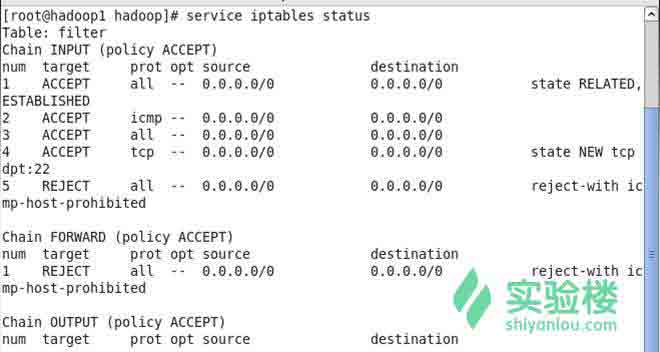 [root@hadoop1 hadoop]# service iptables status
Table: filter
Chain INPUT (policy ACCEPT)
num  target     prot opt source               destination
1    ACCEPT     all  --  0.0.0.0/0            0.0.0.0/0           state RELATED,
ESTABLISHED
2    ACCEPT     icmp --  0.0.0.0/0            0.0.0.0/0
3    ACCEPT     all  --  0.0.0.0/0            0.0.0.0/0
4    ACCEPT     tcp  --  0.0.0.0/0            0.0.0.0/0           state NEW tcp
dpt:22
5    REJECT     all  --  0.0.0.0/0            0.0.0.0/0           reject-with ic
mp-host-prohibited
Chain FORWARD (policy ACCEPT)
num  target     prot opt source               destination
1    REJECT     all  --  0.0.0.0/0            0.0.0.0/0           reject-with ic
mp-host-prohibited
Chain OUTPUT (policy ACCEPT)
num  target     prot opt source               destination
实验楼
shiyanlou.com